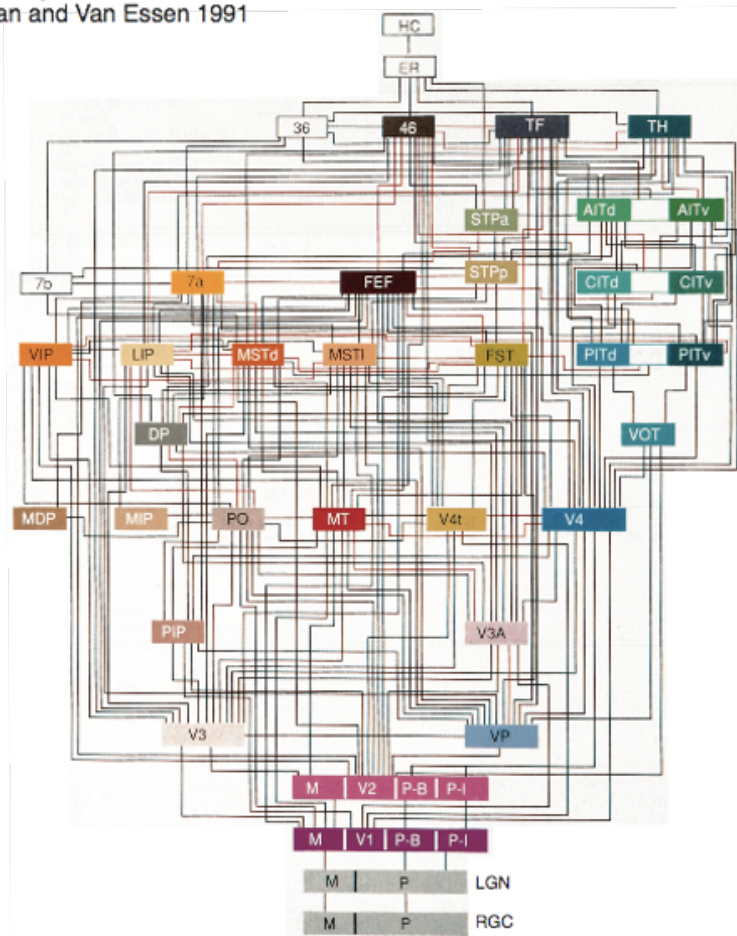 an and Van Essen 1991
HC
ER
36 46 TF TH
STPa AITd AITv
7b 7a FEF STPp CITd CITv
VIP LIP MSTd MSTl FST PITd PITv
DP VOT
MDP MIP PO MT V4t V4
PIP V3A
V3 VP
M V2 P-B P-I
M V1 P-B P-I
M P LGN
M P RGC